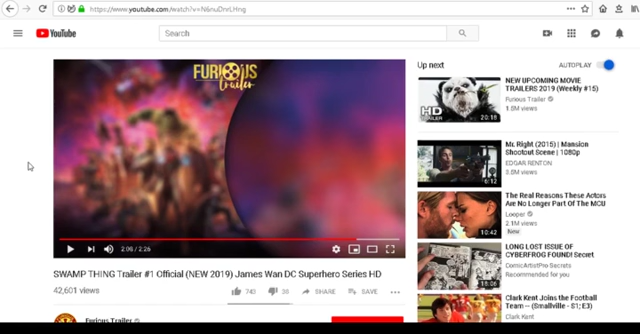 https://www.youtube.com/watch?v=N6nuDnrLHng
YouTube
Search
FURIOUS
trailer
2:08 / 2:26
SWAMP THING Trailer #1 Official (NEW 2019) James Wan DC Superhero Series HD
42,601 views
740
SHARE
SAVE
Furious Trailer
Up next
AUTOPLAY
HD
TRAILER
20:18
NEW UPCOMING MOVIE
TRAILERS 2019 (Weekly #15)
Furious Trailer
6:12
Mr. Right (2015) | Mansion
Shootout Scene | 1080p
EDGAR RENTON
3.8M views
10:42
The Real Reasons These Actors
Are No Longer Part Of The MCU
Looper
2.1M views
New
18:06
LONG LOST ISSUE OF
CYBERFROG FOUND! Secret
ComicArtistPro Secrets
Recommended for you
Clark Kent Joins the Football
Team -- (Smallville - S1; E3)
Clark Kent